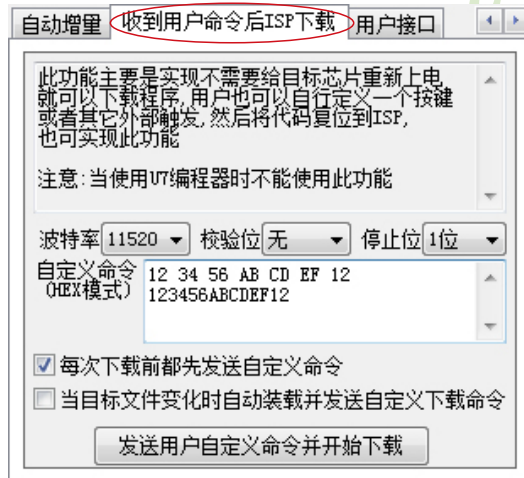 自动增量 收到用户命令后ISP下载 用户接口
此功能主要是实现不需要给目标芯片重新上电
就可以下载程序,用户也可以自行定义一个按键
或者其它外部触发,然后将代码复位到ISP,
也可实现此功能
注意:当使用U7编程器时不能使用此功能
波特率 11520 校验位 无 停止位 1位
自定义命令
(HEX模式)
12 34 56 AB CD EF 12
123456ABCDEF12
每次下载前都先发送自定义命令
当目标文件变化时自动装载并发送自定义下载命令
发送用户自定义命令并开始下载